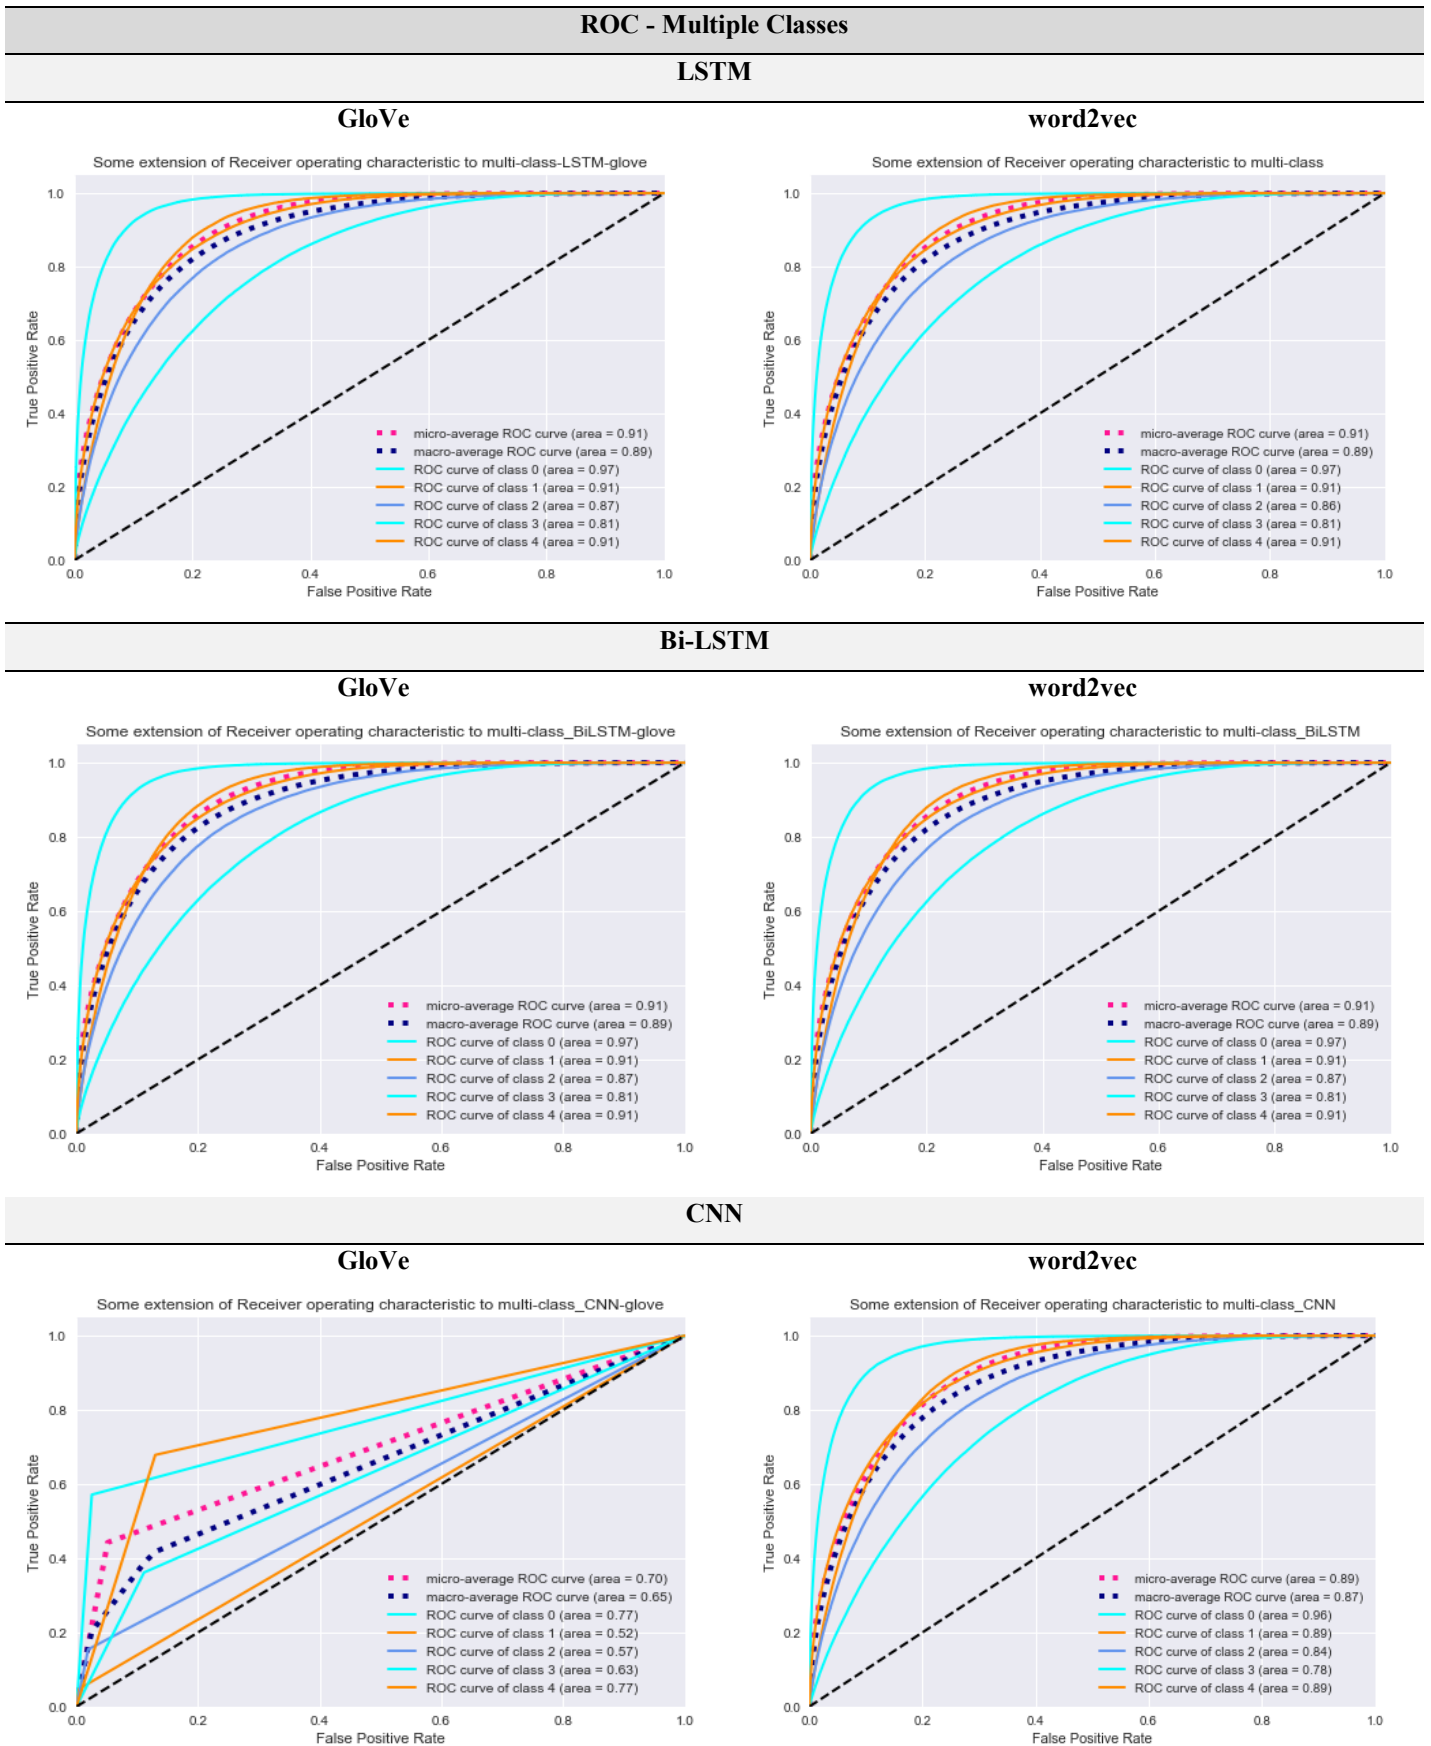 ROC - Multiple Classes
LSTM
GloVe
word2vec
Some extension of Receiver operating characteristic to multi-class-LSTM-glove
1.0
0.8
0.6
0.4
0.2
0.0
True Positive Rate
micro-average ROC curve (area = 0.91)
macro-average ROC curve (area = 0.89)
ROC curve of class 0 (area = 0.97)
ROC curve of class 1 (area = 0.91)
ROC curve of class 2 (area = 0.87)
ROC curve of class 3 (area = 0.81)
ROC curve of class 4 (area = 0.91)
0.0 0.2 0.4 0.6 0.8 1.0
False Positive Rate
Some extension of Receiver operating characteristic to multi-class
1.0
0.8
0.6
0.4
0.2
0.0
True Positive Rate
micro-average ROC curve (area = 0.91)
macro-average ROC curve (area = 0.89)
ROC curve of class 0 (area = 0.97)
ROC curve of class 1 (area = 0.91)
ROC curve of class 2 (area = 0.86)
ROC curve of class 3 (area = 0.81)
ROC curve of class 4 (area = 0.91)
0.0 0.2 0.4 0.6 0.8 1.0
False Positive Rate
Bi-LSTM
GloVe
word2vec
Some extension of Receiver operating characteristic to multi-class_BiLSTM-glove
1.0
0.8
0.6
0.4
0.2
0.0
True Positive Rate
micro-average ROC curve (area = 0.91)
macro-average ROC curve (area = 0.89)
ROC curve of class 0 (area = 0.97)
ROC curve of class 1 (area = 0.91)
ROC curve of class 2 (area = 0.87)
ROC curve of class 3 (area = 0.81)
ROC curve of class 4 (area = 0.91)
0.0 0.2 0.4 0.6 0.8 1.0
False Positive Rate
Some extension of Receiver operating characteristic to multi-class_BiLSTM
1.0
0.8
0.6
0.4
0.2
0.0
True Positive Rate
micro-average ROC curve (area = 0.91)
macro-average ROC curve (area = 0.89)
ROC curve of class 0 (area = 0.97)
ROC curve of class 1 (area = 0.91)
ROC curve of class 2 (area = 0.87)
ROC curve of class 3 (area = 0.81)
ROC curve of class 4 (area = 0.91)
0.0 0.2 0.4 0.6 0.8 1.0
False Positive Rate
CNN
GloVe
word2vec
Some extension of Receiver operating characteristic to multi-class_CNN-glove
1.0
0.8
0.6
0.4
0.2
0.0
True Positive Rate
micro-average ROC curve (area = 0.70)
macro-average ROC curve (area = 0.65)
ROC curve of class 0 (area = 0.77)
ROC curve of class 1 (area = 0.52)
ROC curve of class 2 (area = 0.57)
ROC curve of class 3 (area = 0.63)
ROC curve of class 4 (area = 0.77)
0.0 0.2 0.4 0.6 0.8 1.0
False Positive Rate
Some extension of Receiver operating characteristic to multi-class_CNN
1.0
0.8
0.6
0.4
0.2
0.0
True Positive Rate
micro-average ROC curve (area = 0.89)
macro-average ROC curve (area = 0.87)
ROC curve of class 0 (area = 0.96)
ROC curve of class 1 (area = 0.89)
ROC curve of class 2 (area = 0.84)
ROC curve of class 3 (area = 0.78)
ROC curve of class 4 (area = 0.89)
0.0 0.2 0.4 0.6 0.8 1.0
False Positive Rate